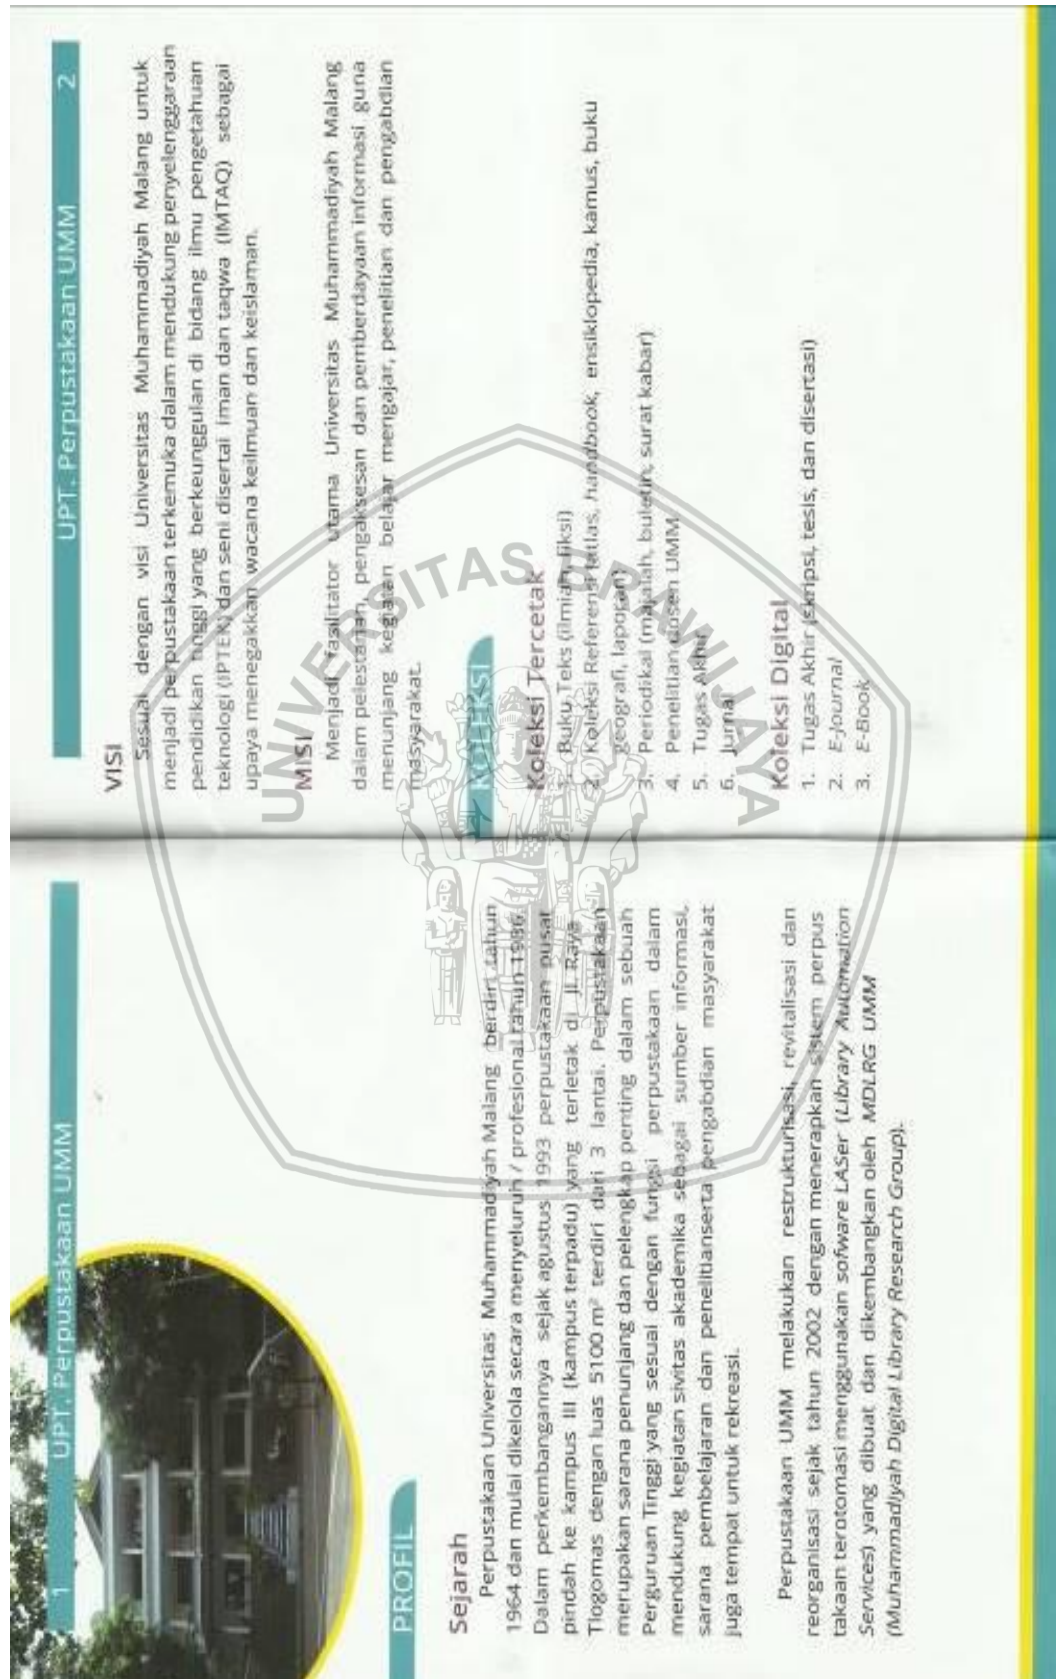 1 UPT. Perpustakaan UMM
PROFIL
Sejarah
Perpustakaan Universitas Muhammadiyah Malang berdiri tahun
1964 dan mulai dikelola secara menyeluruh / profesional tahun 1986.
Dalam perkembangannya sejak agustus 1993 perpustakaan pusat
pindah ke kampus III (kampus terpadu) yang terletak di Jl. Raya
Tlogomas dengan luas 5100 m² terdiri dari 3 lantai. Perpustakaan
merupakan sarana penunjang dan pelengkap penting dalam sebuah
Perguruan Tinggi yang sesuai dengan fungsi perpustakaan dalam
mendukung kegiatan sivitas akademika sebagai sumber informasi,
sarana pembelajaran dan penelitianserta pengabdian masyarakat
juga tempat untuk rekreasi.
Perpustakaan UMM melakukan restrukturisasi, revitalisasi dan
reorganisasi sejak tahun 2002 dengan menerapkan sistem perpus
takaan terotomasi menggunakan sofware LASer (Library Automation
Services) yang dibuat dan dikembangkan oleh MDLRG UMM
(Muhammadiyah Digital Library Research Group).
UPT. Perpustakaan UMM 2
VISI
Sesuai dengan visi Universitas Muhammadiyah Malang untuk
menjadi perpustakaan terkemuka dalam mendukung penyelenggaraan
pendidikan tinggi yang berkeunggulan di bidang ilmu pengetahuan
teknologi (IPTEK) dan seni disertai iman dan taqwa (IMTAQ) sebagai
upaya menegakkan wacana keilmuan dan keislaman.
MISI
Menjadi fasilitator utama Universitas Muhammadiyah Malang
dalam pelestarian, pengaksesan dan pemberdayaan informasi guna
menunjang kegiatan belajar mengajar, penelitian dan pengabdian
masyarakat.
KOLEKSI
Koleksi Tercetak
1. Buku Teks (ilmiah, fiksi)
2. Koleksi Referensi (atlas, handbook, ensiklopedia, kamus, buku
geografi, laporan)
3. Periodikal (majalah, buletin, surat kabar)
4. Penelitian dosen UMM
5. Tugas Akhir
6. Jurnal
Koleksi Digital
1. Tugas Akhir (skripsi, tesis, dan disertasi)
2. E-Journal
3. E-Book
UNIVERSITAS BRAWIJAYA